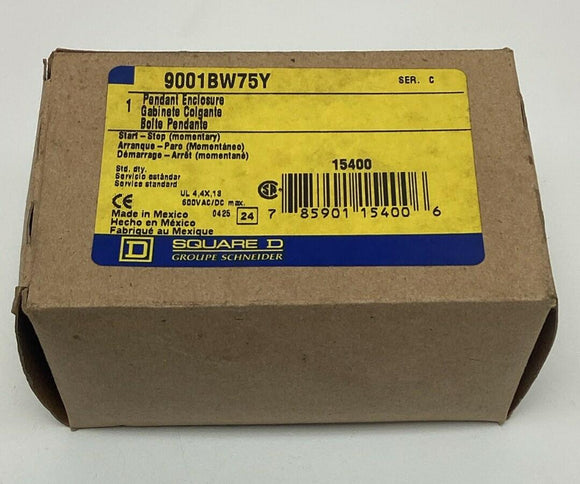 9001BW75Y SER. C
1 Pendant Enclosure
Gabinete Colgante
Boîte Pendante
Start-Stop (momentary)
Arranque-Paro (Momentáneo)
Démarrage-Arrêt (momentané)
15400
Std. dty.
Servicio estándar
Service standard
UL 4,4X,13
600VAC/DC max.
CE
0425 24
Made in Mexico
Hecho en México
Fabriqué au Mexique
7 85901 15400 6
D SQUARE D
GROUPE SCHNEIDER